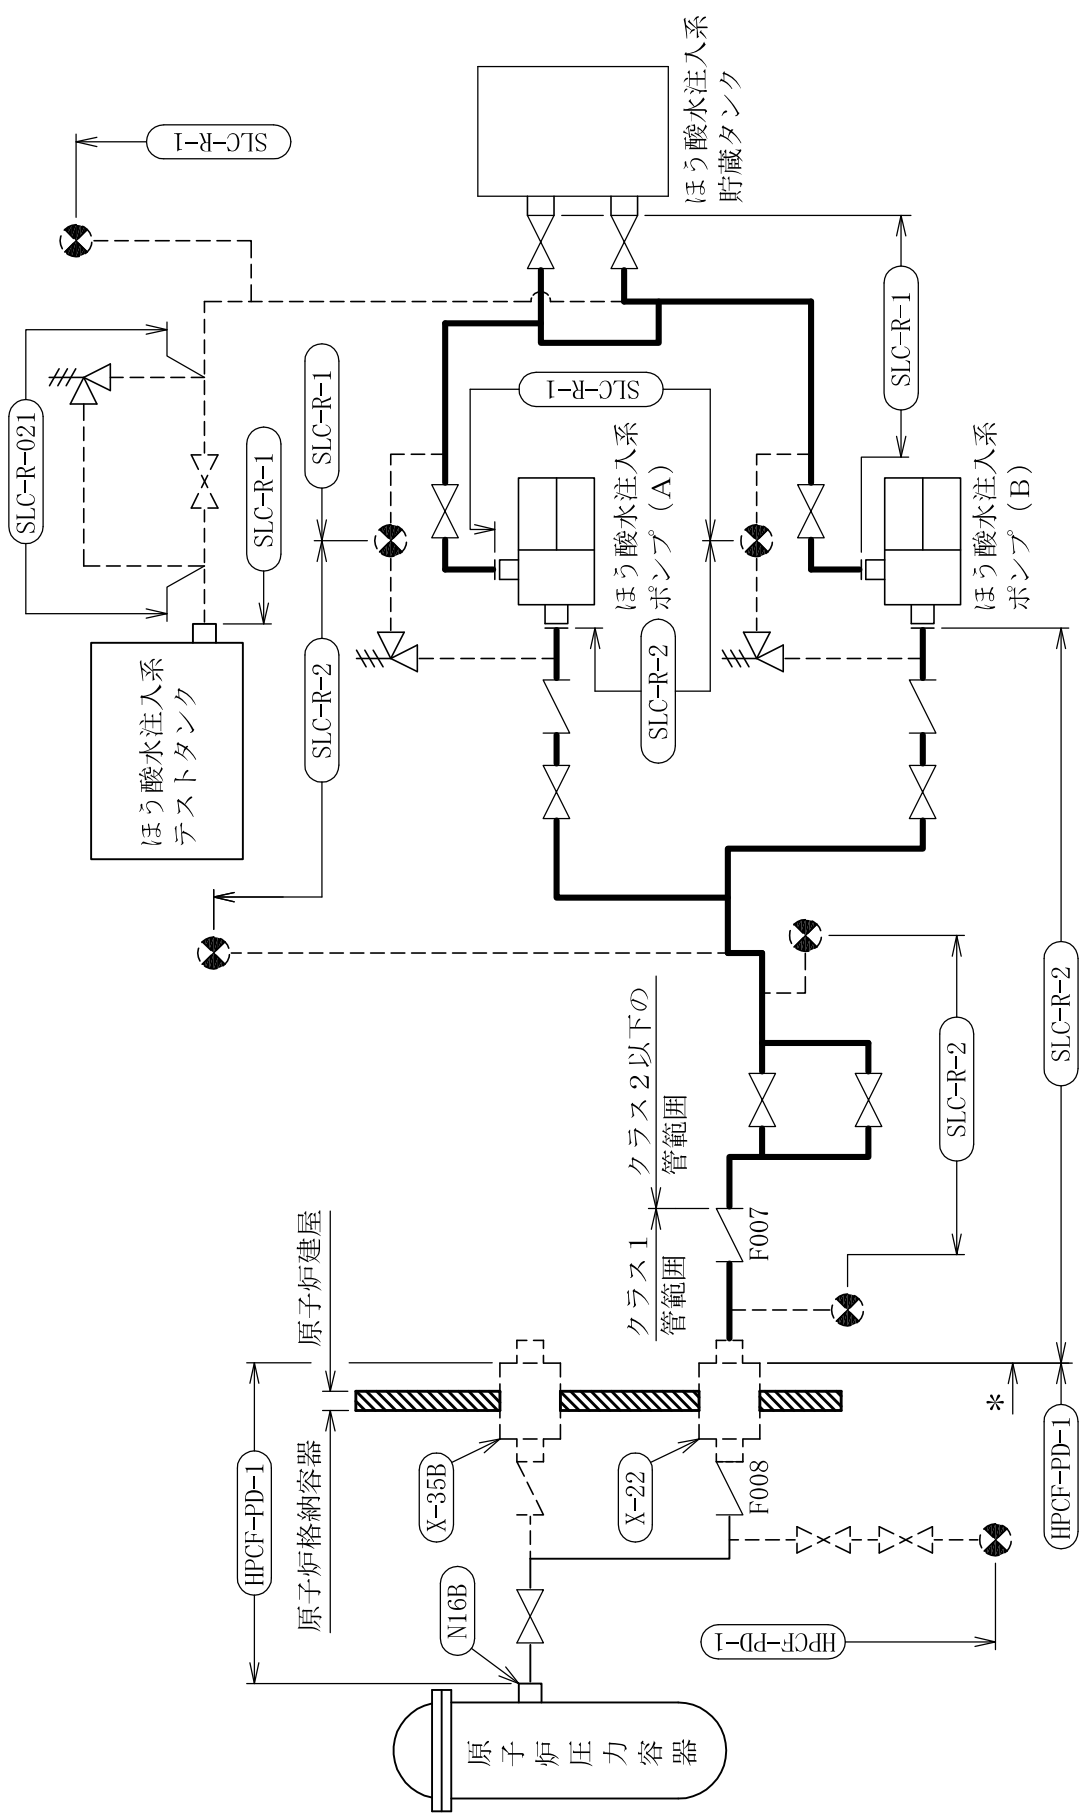 SLC-R-021
SLC-R-1
SLC-R-1
ほう酸水注入系
テストタンク
SLC-R-1
SLC-R-2
ほう酸水注入系
貯蔵タンク
SLC-R-1
SLC-R-1
ほう酸水注入系
ポンプ (A)
SLC-R-2
ほう酸水注入系
ポンプ (B)
SLC-R-2
SLC-R-2
クラス2以下の
管範囲
クラス1
管範囲
F007
原子炉建屋
原子炉格納容器
HPCF-PD-1
X-35B
X-22
F008
N16B
HPCF-PD-1
*
HPCF-PD-1
原子炉圧力容器